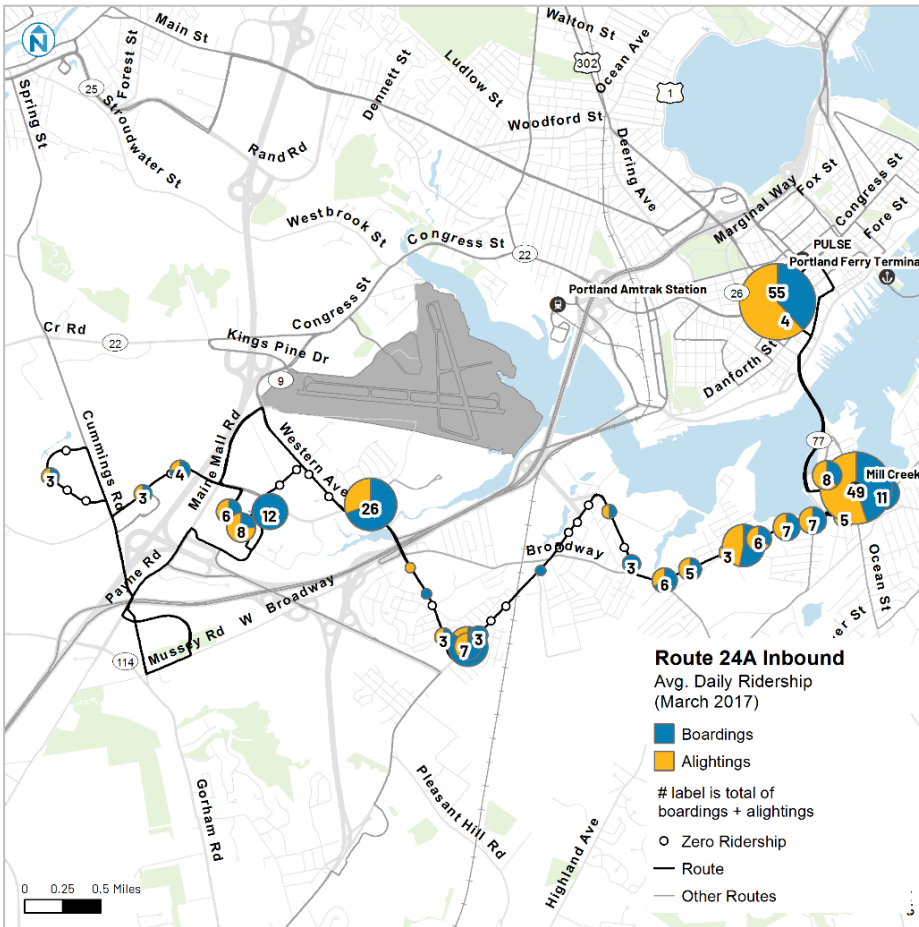 N
Main St
Walton St
Ocean Ave
302
Forest St
Dennett St
Ludlow St
1
Spring St
25
Stroudwater St
Woodford St
Deering Ave
Rand Rd
Fox St
Congress St
Marginal Way
Fore St
Westbrook St
Congress St
22
PULSE
Portland Ferry Termina
Portland Amtrak Station
26
55
4
Congress St
Cr Rd
22
Kings Pine Dr
9
Danforth St
Cummings Rd
Maine Mall Rd
Western Ave
77
3
4
3
8
Mill Creek
49
11
6
12
8
26
5
7
7
6
3
Broadway
3
5
6
Ocean St
Payne Rd
W Broadway
Mussey Rd
114
3
7
3
er St
Gorham Rd
Pleasant Hill Rd
Highland Ave
Route 24A Inbound
Avg. Daily Ridership
(March 2017)
Boardings
Alightings
# label is total of
boardings + alightings
Zero Ridership
Route
Other Routes
0 0.25 0.5 Miles